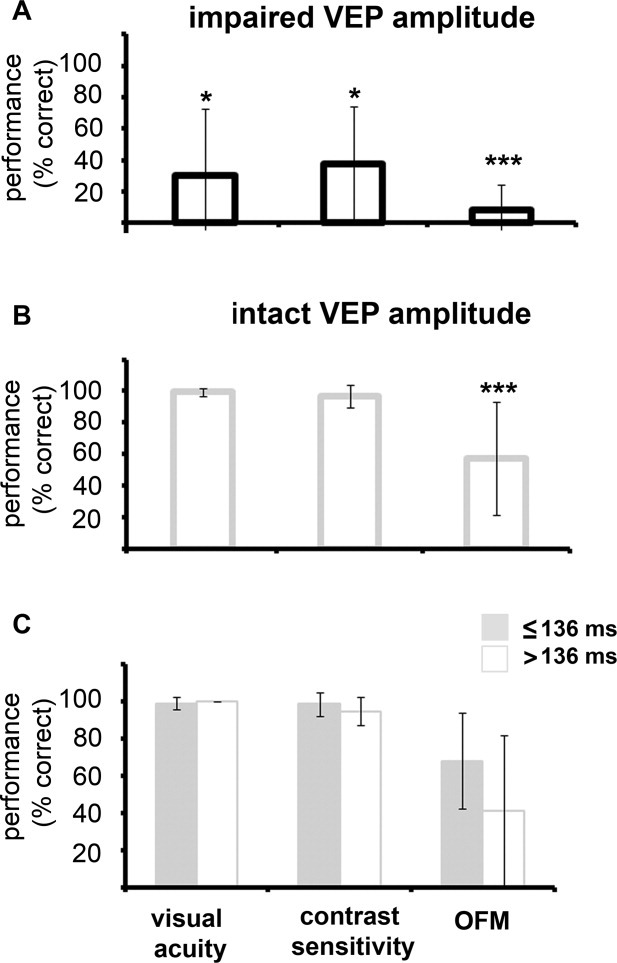 A
impaired VEP amplitude
performance
(% correct)
100
80
60
40
20
*
*
***
B
intact VEP amplitude
performance
(% correct)
100
80
60
40
20
***
C
≤136 ms
>136 ms
performance
(% correct)
100
80
60
40
20
visual
acuity
contrast
sensitivity
OFM